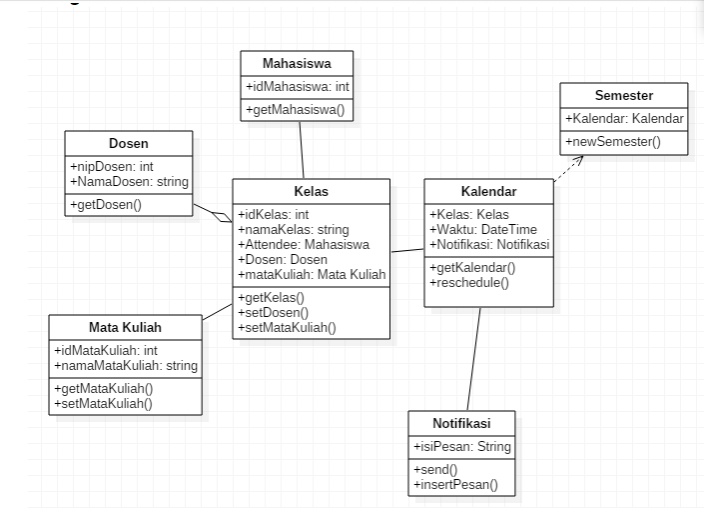 Mahasiswa
+idMahasiswa: int
+getMahasiswa()
Semester
+Kalendar: Kalendar
+newSemester()
Dosen
+nipDosen: int
+NamaDosen: string
+getDosen()
Kelas
+idKelas: int
+namaKelas: string
+Attendee: Mahasiswa
+Dosen: Dosen
+mataKuliah: Mata Kuliah
+getKelas()
+setDosen()
+setMataKuliah()
Kalendar
+Kelas: Kelas
+Waktu: DateTime
+Notifikasi: Notifikasi
+getKalendar()
+reschedule()
Mata Kuliah
+idMataKuliah: int
+namaMataKuliah: string
+getMataKuliah()
+setMataKuliah()
Notifikasi
+isiPesan: String
+send()
+insertPesan()